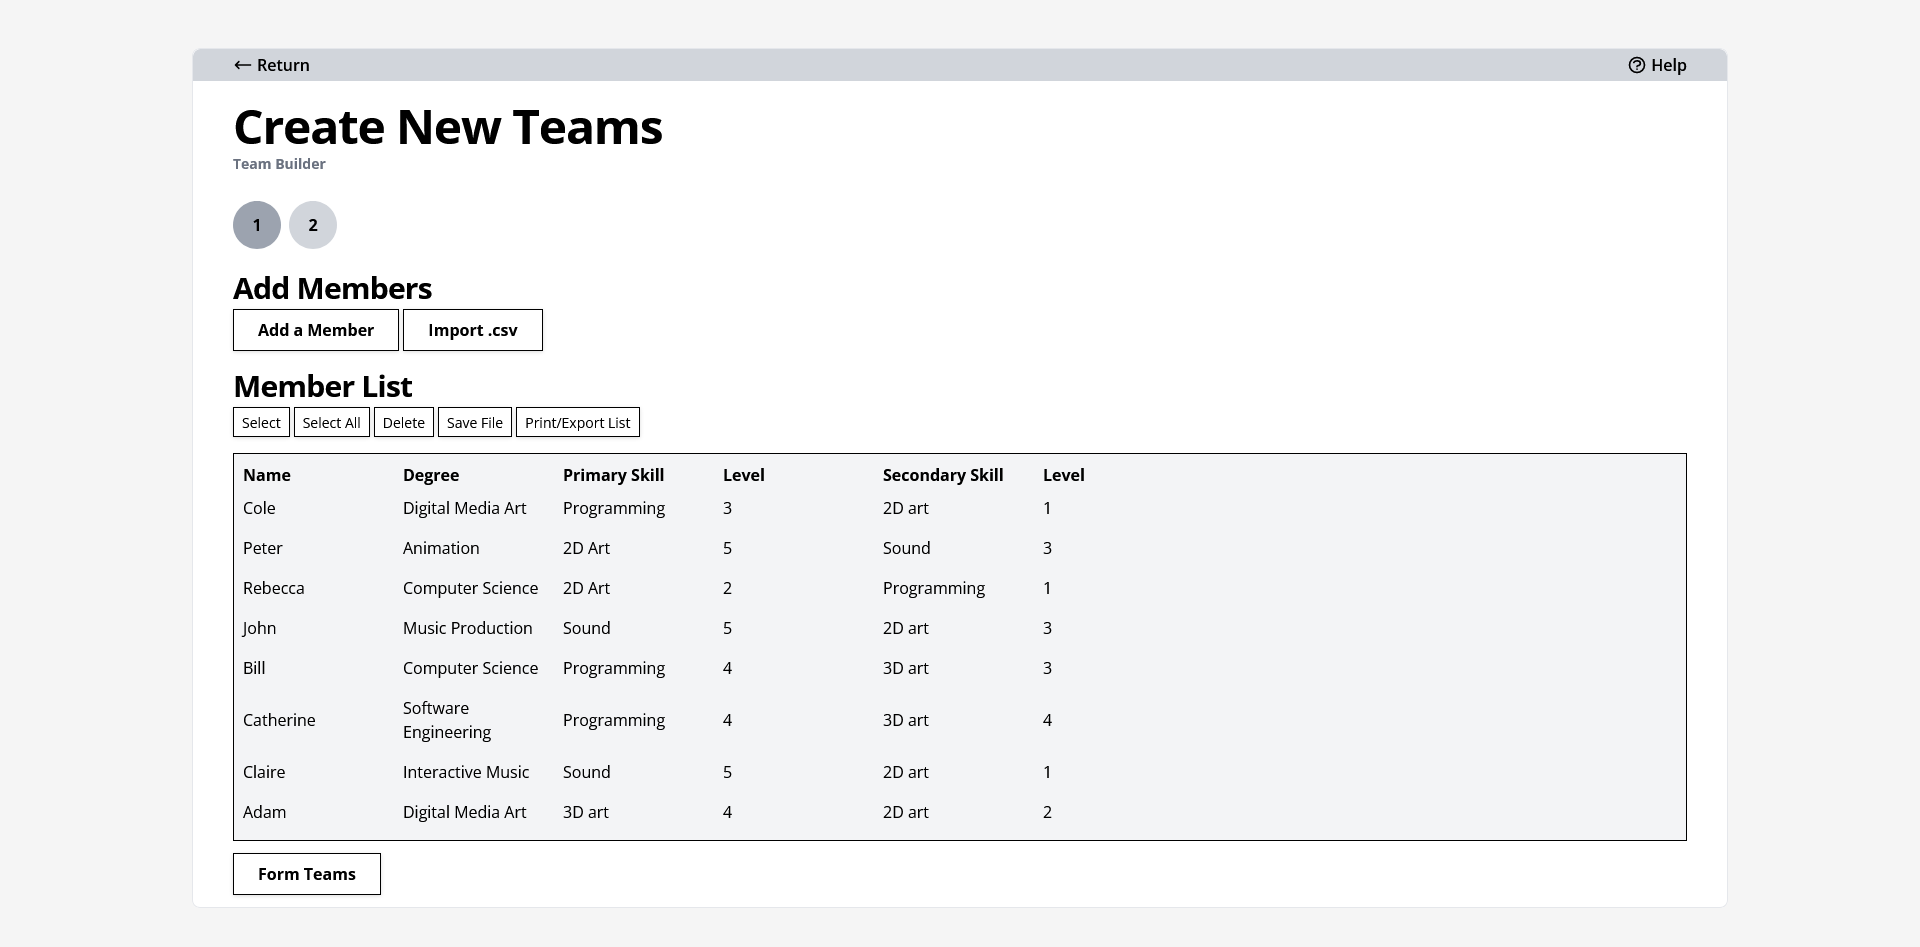 Return Help
Create New Teams
Team Builder
1 2
Add Members
Add a Member Import .csv
Member List
Select Select All Delete Save File Print/Export List
Name Degree Primary Skill Level Secondary Skill Level
Cole Digital Media Art Programming 3 2D art 1
Peter Animation 2D Art 5 Sound 3
Rebecca Computer Science 2D Art 2 Programming 1
John Music Production Sound 5 2D art 3
Bill Computer Science Programming 4 3D art 3
Catherine Software Engineering Programming 4 3D art 4
Claire Interactive Music Sound 5 2D art 1
Adam Digital Media Art 3D art 4 2D art 2
Form Teams